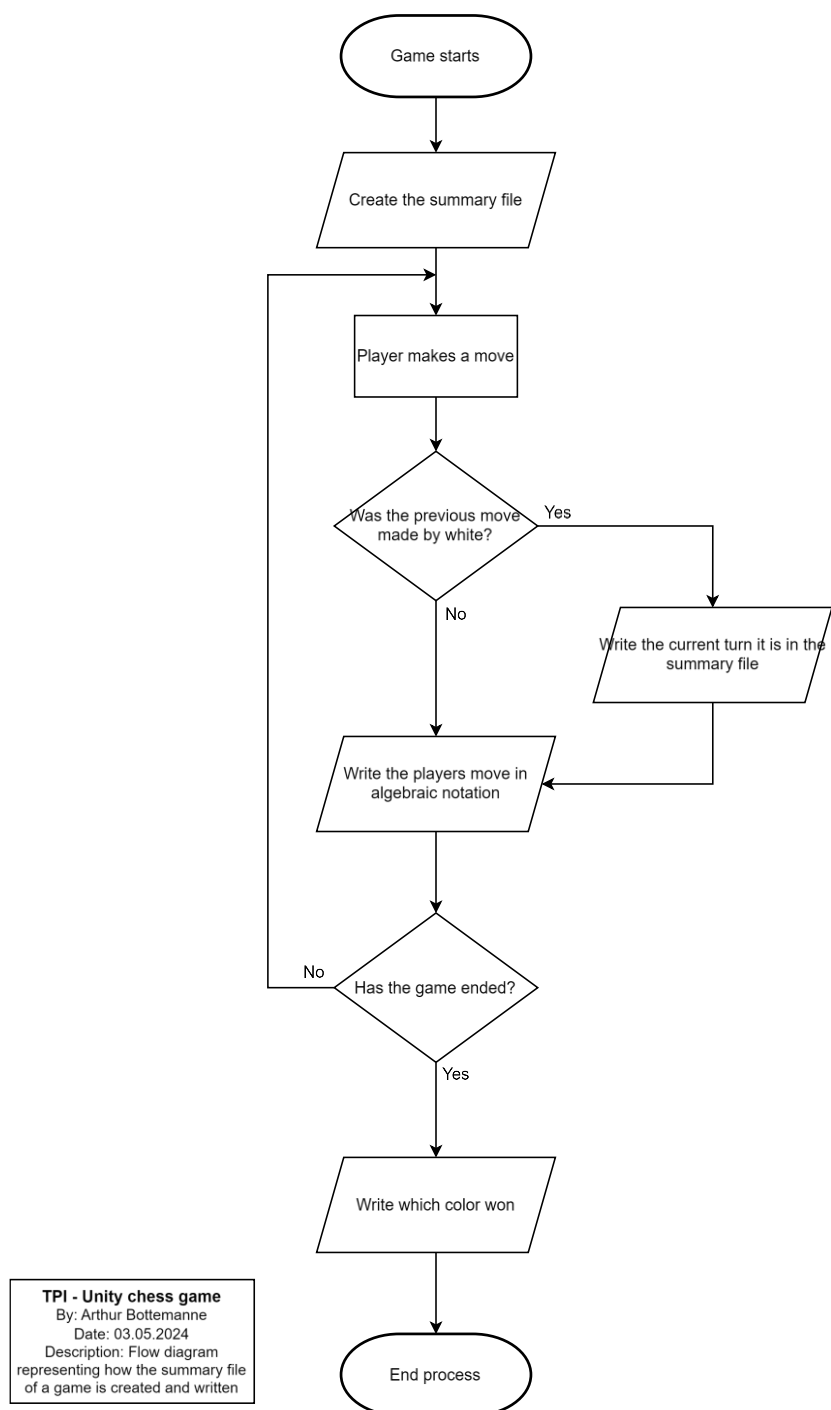 Game starts
Create the summary file
Player makes a move
Was the previous move
made by white?
Yes
No
Write the current turn it is in the
summary file
Write the players move in
algebraic notation
Has the game ended?
No
Yes
Write which color won
End process
TPI - Unity chess game
By: Arthur Bottemanne
Date: 03.05.2024
Description: Flow diagram
representing how the summary file
of a game is created and written